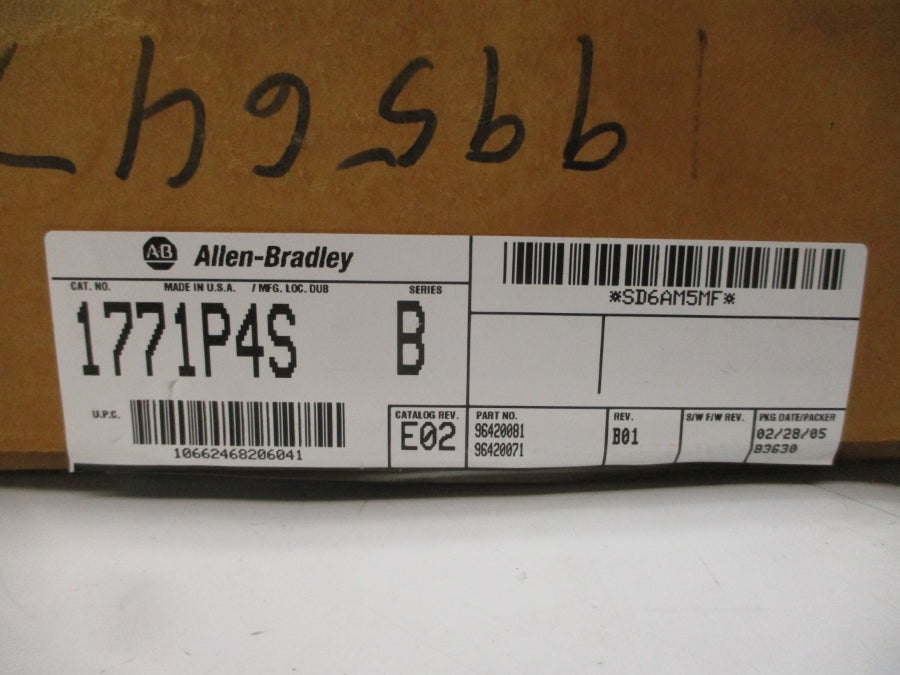 A·B Allen-Bradley
CAT. NO. MADE IN U.S.A. / MFG. LOC. DUB SERIES
1771P4S B
U.P.C.
10662468206041
CATALOG REV.
E02
*SD6AM5MF*
PART NO.
96420081
96420071
REV.
B01
S/W F/W REV.
PKG DATE/PACKER
02/28/05
B3630